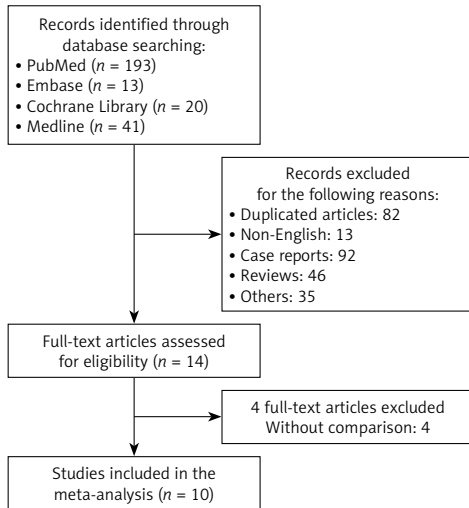 Records identified through
database searching:
• PubMed (n = 193)
• Embase (n = 13)
• Cochrane Library (n = 20)
• Medline (n = 41)
Records excluded
for the following reasons:
• Duplicated articles: 82
• Non-English: 13
• Case reports: 92
• Reviews: 46
• Others: 35
Full-text articles assessed
for eligibility (n = 14)
4 full-text articles excluded
Without comparison: 4
Studies included in the
meta-analysis (n = 10)